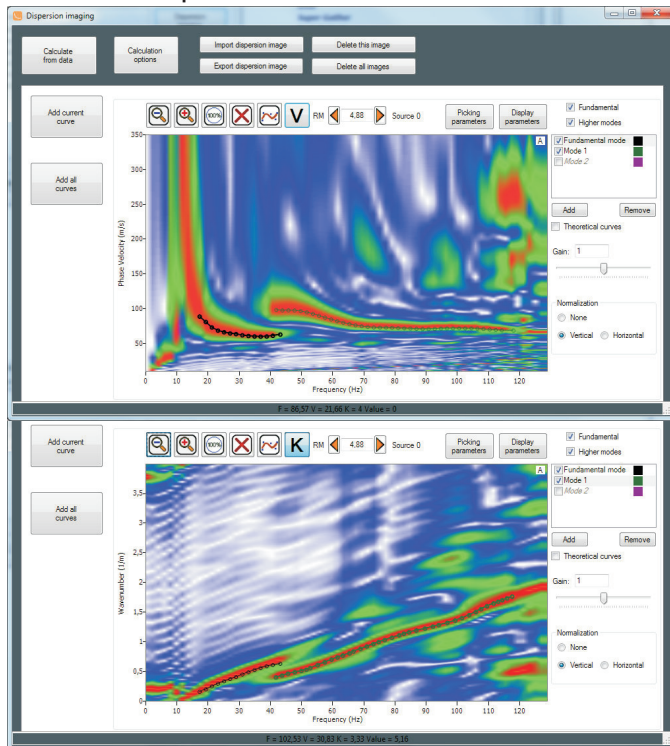 Dispersion imaging
Calculate from data
Calculation options
Import dispersion image
Delete this image
Export dispersion image
Delete all images
Add current curve
Add all curves
100%
V
RM
4,88
Source 0
Picking parameters
Display parameters
Fundamental
Higher modes
A
Fundamental mode
Mode 1
Mode 2
Add
Remove
Theoretical curves
Gain: 1
Normalization
None
Vertical
Horizontal
Phase Velocity (m/s)
350
300
250
200
150
100
50
0 10 20 30 40 50 60 70 80 90 100 110 120
Frequency (Hz)
F = 86,57 V = 21,66 K = 4 Value = 0
Add current curve
Add all curves
100%
K
RM
4,88
Source 0
Picking parameters
Display parameters
Fundamental
Higher modes
A
Fundamental mode
Mode 1
Mode 2
Add
Remove
Theoretical curves
Gain: 1
Normalization
None
Vertical
Horizontal
Wavenumber (1/m)
3,5
3
2,5
2
1,5
1
0,5
0
0 10 20 30 40 50 60 70 80 90 100 110 120
Frequency (Hz)
F = 102,53 V = 30,83 K = 3,33 Value = 5,16